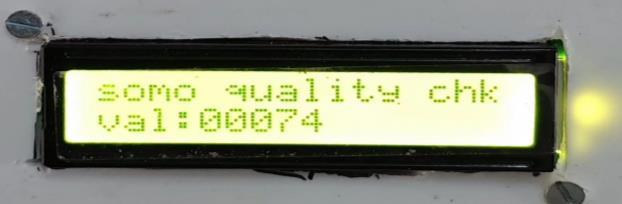 somo quality chk
val:00074